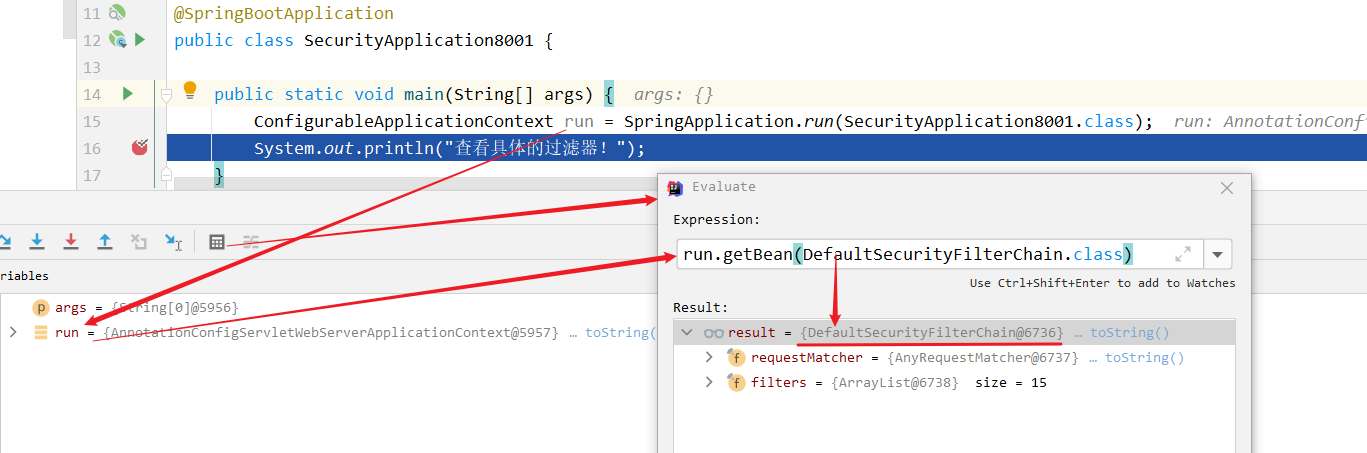 11 @SpringBootApplication
12 public class SecurityApplication8001 {
13
14 public static void main(String[] args) { args: {}
15 ConfigurableApplicationContext run = SpringApplication.run(SecurityApplication8001.class); run: AnnotationConf
16 System.out.println("查看具体的过滤器！");
17 }
Evaluate
Expression:
run.getBean(DefaultSecurityFilterChain.class)
Use Ctrl+Shift+Enter to add to Watches
riables
p args = {String[0]@5956}
run = {AnnotationConfigServletWebServerApplicationContext@5957} … toString(
Result:
result = {DefaultSecurityFilterChain@6736} … toString()
f requestMatcher = {AnyRequestMatcher@6737} … toString()
f filters = {ArrayList@6738} size = 15